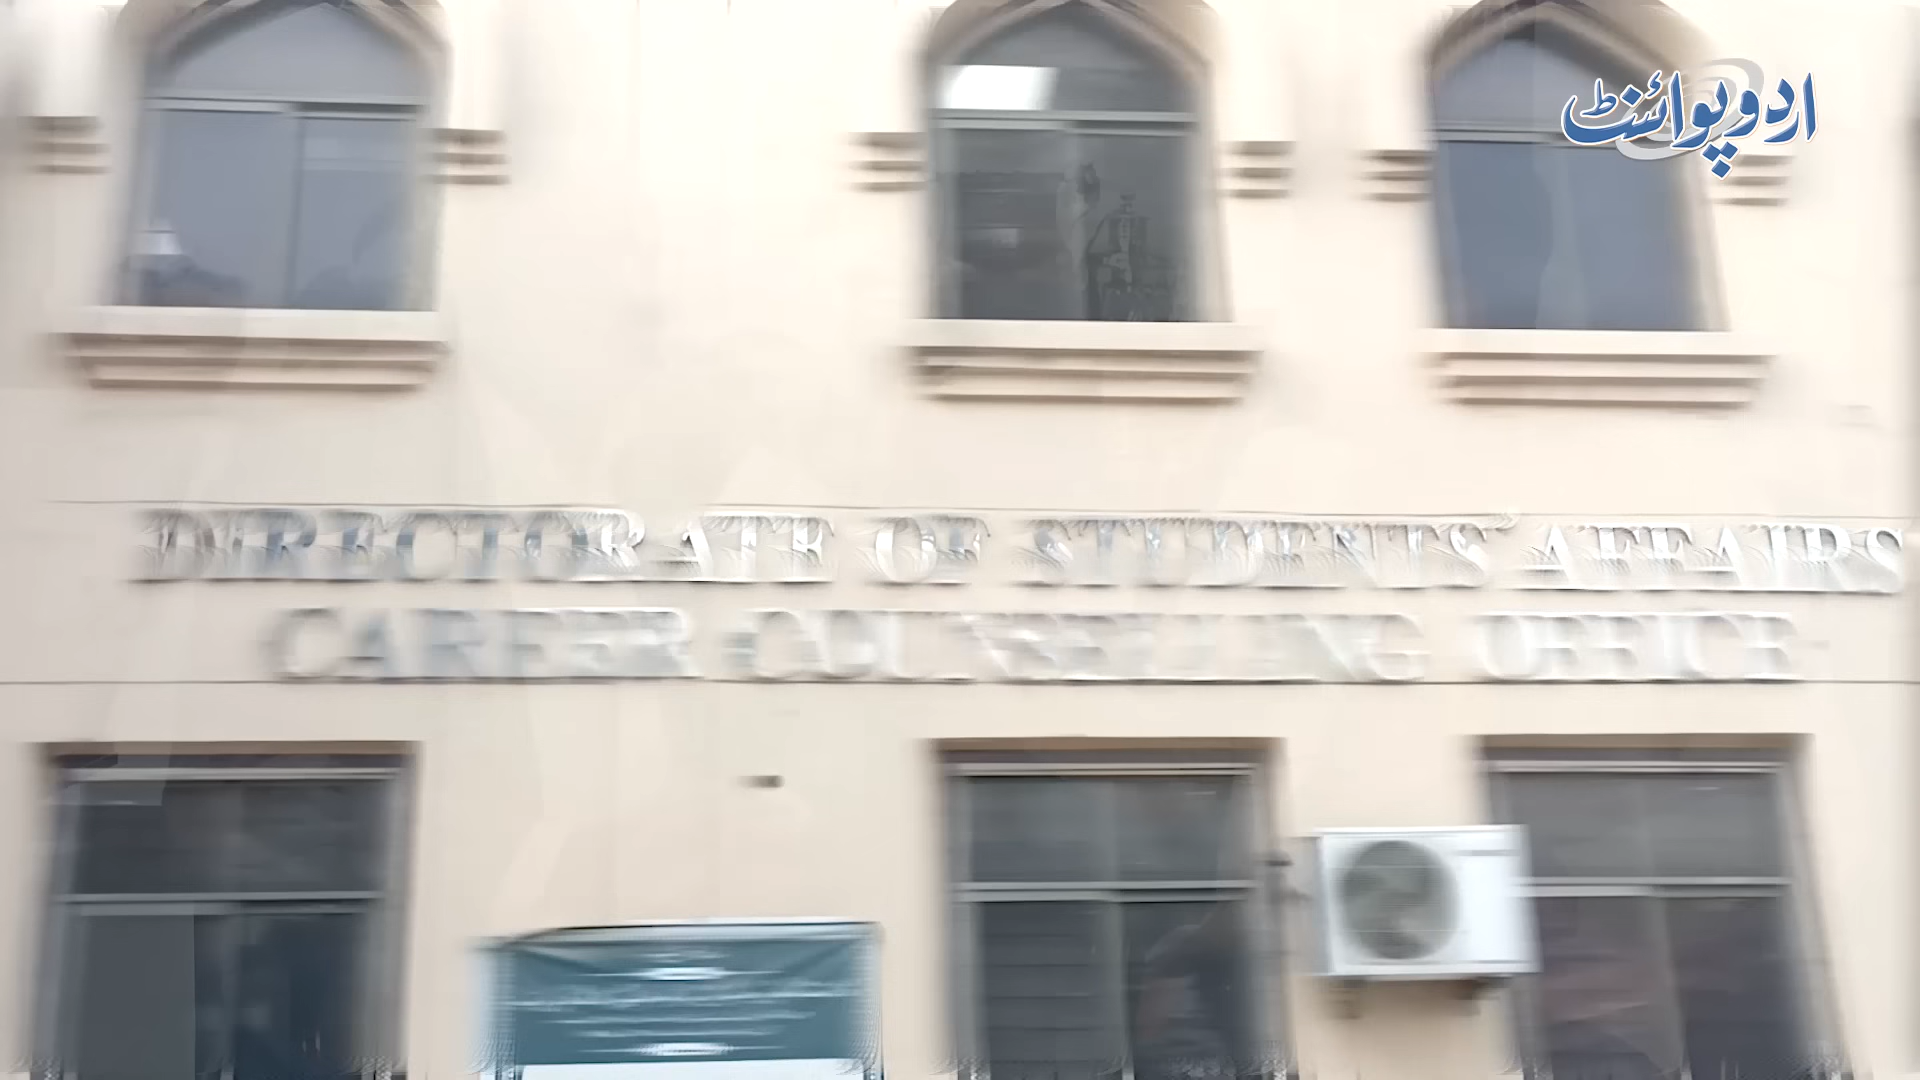 اردوپوائنٹ
DIRECTORATE OF STUDENTS' AFFAIRS
CAREER COUNSELLING OFFICE